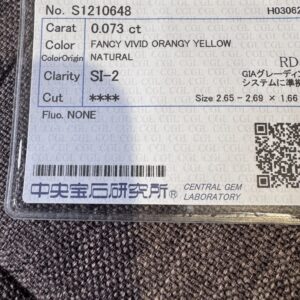 No. S1210648 H03062
Carat 0.073 ct
Color FANCY VIVID ORANGY YELLOW
ColorOrigin NATURAL
RD
Clarity SI-2
GIAグレーディ
システムに準拠
Cut ****
Size 2.65 - 2.69 × 1.66
Fluo. NONE
中央宝石研究所® CENTRAL GEM
LABORATORY